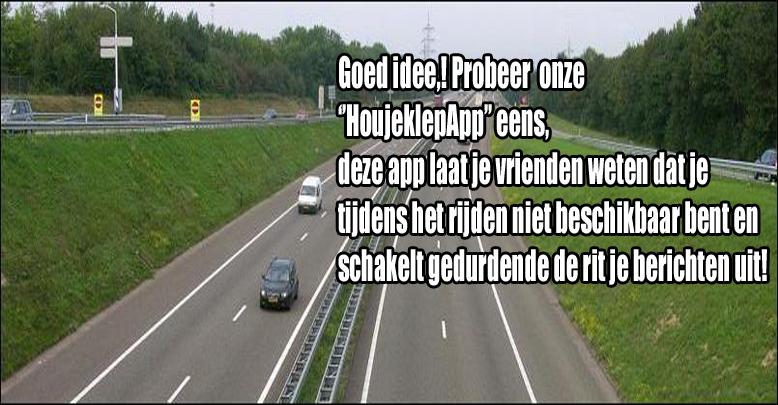 Goed idee,! Probeer onze
"HoujeklepApp" eens,
deze app laat je vrienden weten dat je
tijdens het rijden niet beschikbaar bent en
schakelt gedurdende de rit je berichten uit!